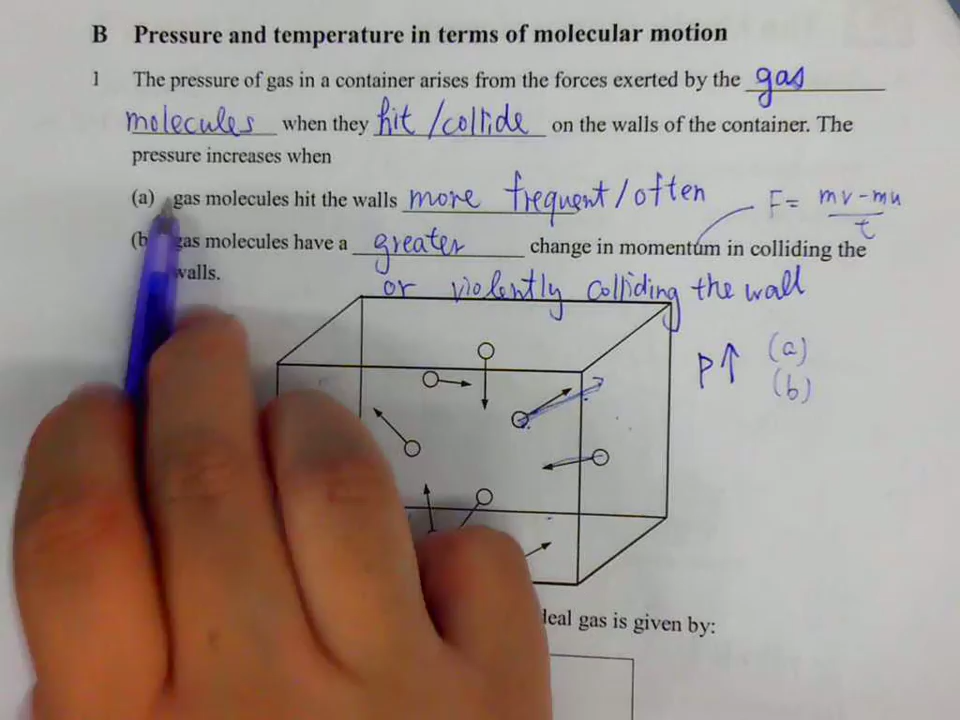 B Pressure and temperature in terms of molecular motion
1 The pressure of gas in a container arises from the forces exerted by the gas
molecules when they hit /collide on the walls of the container. The
pressure increases when
(a) gas molecules hit the walls more frequent/often
F= mv-mu
t
(b gas molecules have a greater change in momentum in colliding the
walls.
or violently colliding the wall
P↑ (a)
(b)
deal gas is given by: